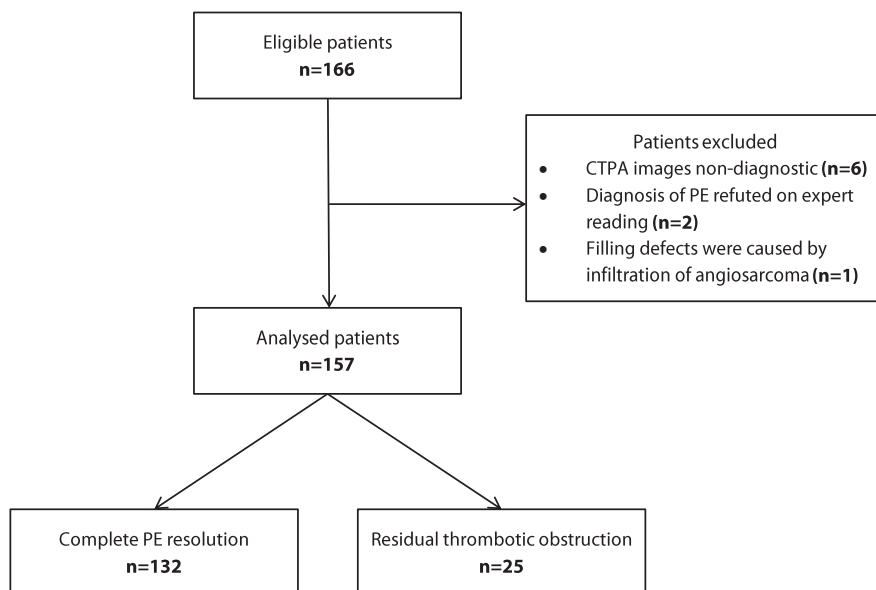 Eligible patients
n=166
Patients excluded
• CTPA images non-diagnostic (n=6)
• Diagnosis of PE refuted on expert
reading (n=2)
• Filling defects were caused by
infiltration of angiosarcoma (n=1)
Analysed patients
n=157
Complete PE resolution
n=132
Residual thrombotic obstruction
n=25